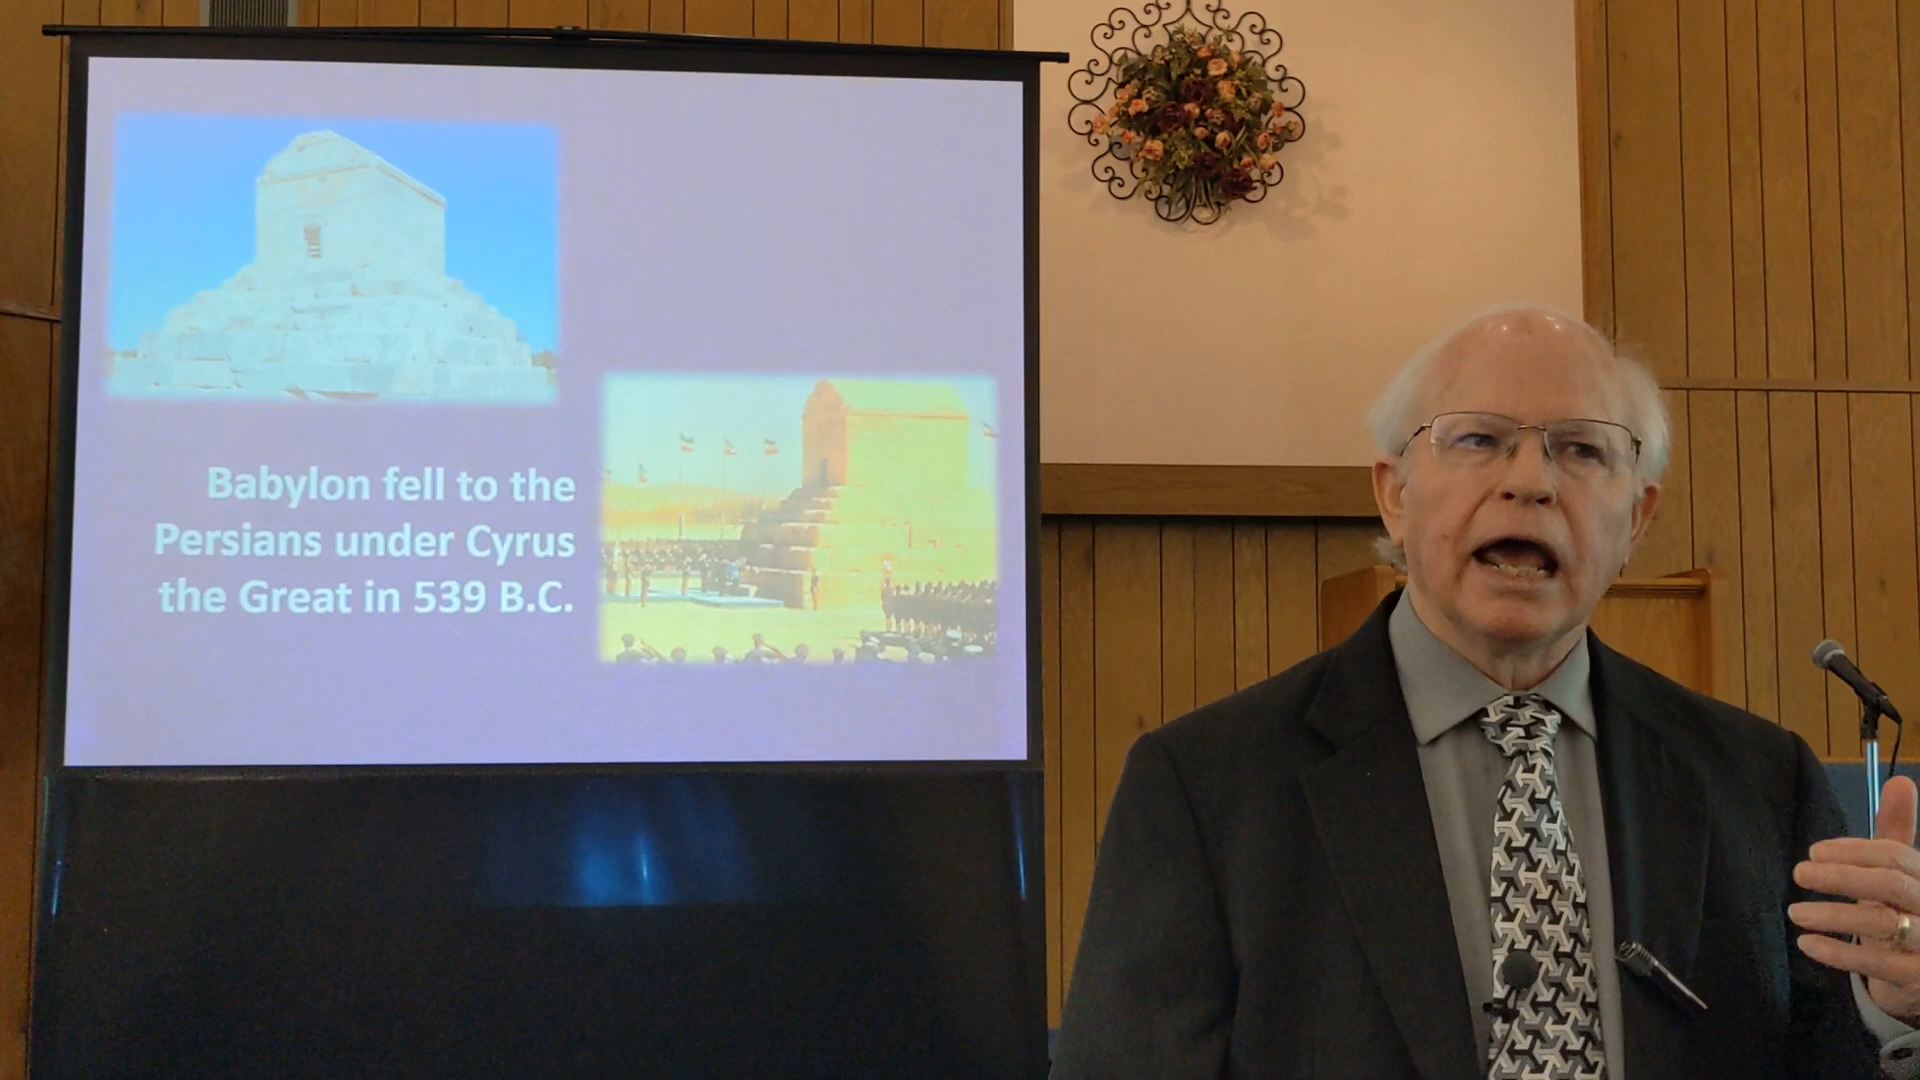 Babylon fell to the
Persians under Cyrus
the Great in 539 B.C.